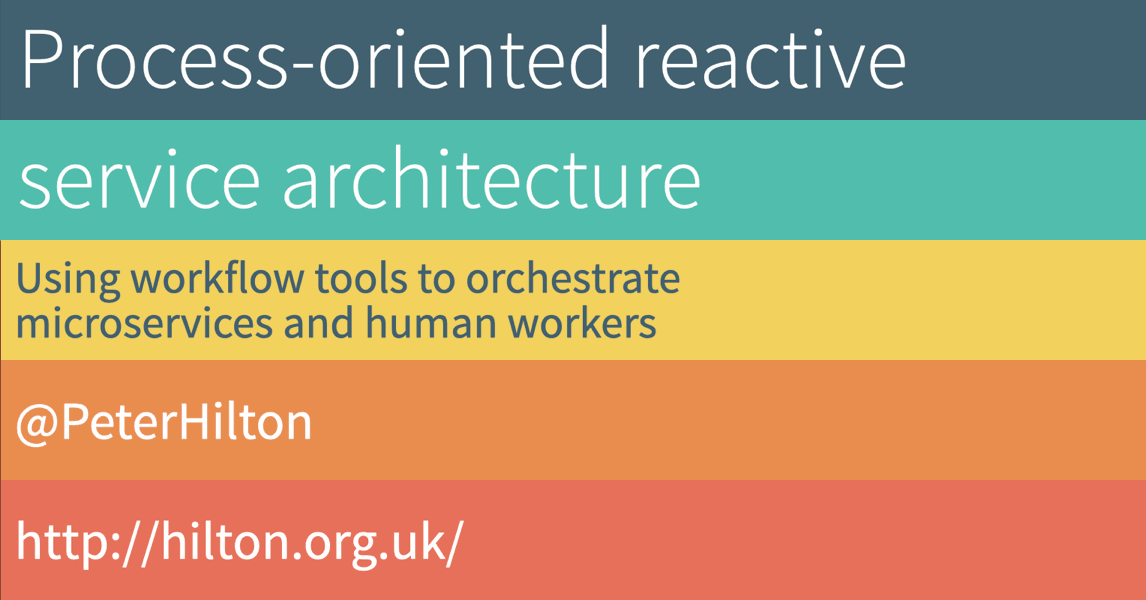 Process-oriented reactive
service architecture
Using workflow tools to orchestrate
microservices and human workers
@PeterHilton
http://hilton.org.uk/